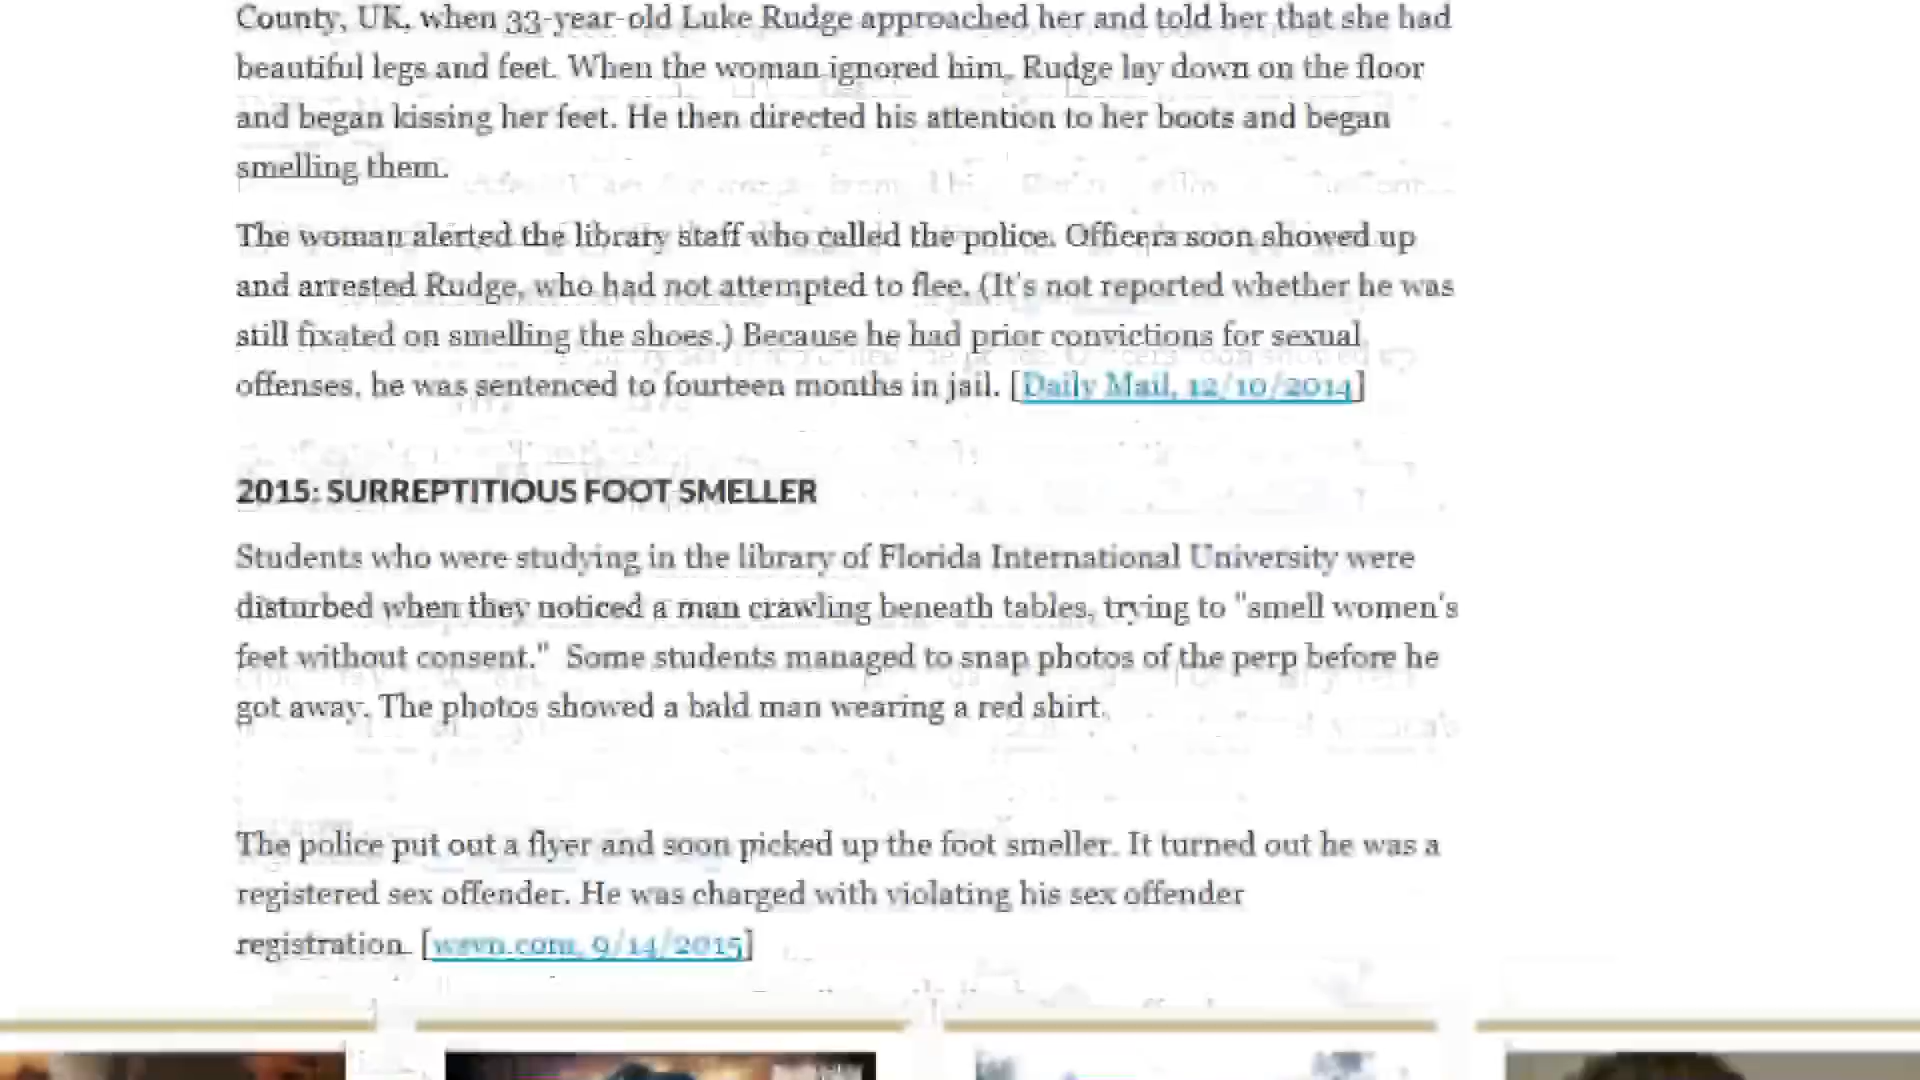 County, UK, when 33-year-old Luke Rudge approached her and told her that she had
beautiful legs and feet. When the woman ignored him, Rudge lay down on the floor
and began kissing her feet. He then directed his attention to her boots and began
smelling them.
The woman alerted the library staff who called the police. Officers soon showed up
and arrested Rudge, who had not attempted to flee. (It's not reported whether he was
still fixated on smelling the shoes.) Because he had prior convictions for sexual
offenses, he was sentenced to fourteen months in jail. [Daily Mail, 12/10/2014]
2015: SURREPTITIOUS FOOT SMELLER
Students who were studying in the library of Florida International University were
disturbed when they noticed a man crawling beneath tables, trying to "smell women's
feet without consent." Some students managed to snap photos of the perp before he
got away. The photos showed a bald man wearing a red shirt.
The police put out a flyer and soon picked up the foot smeller. It turned out he was a
registered sex offender. He was charged with violating his sex offender
registration. [wsvn.com, 9/14/2015]